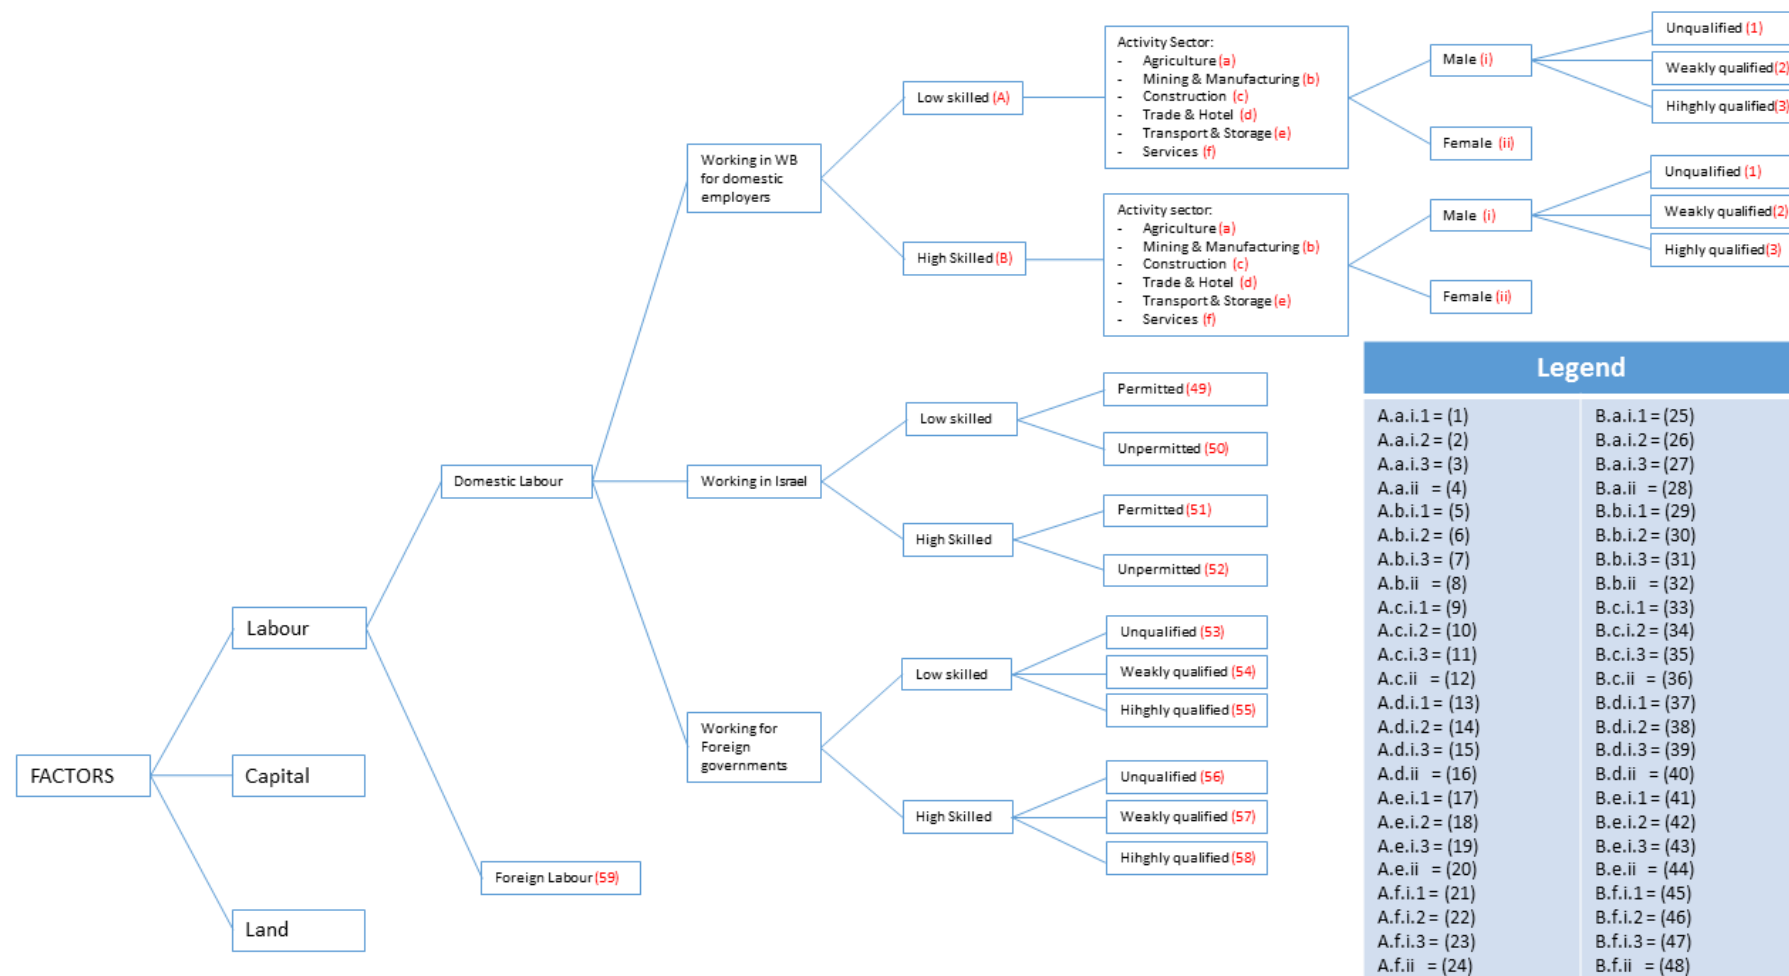 FACTORS
Labour
Capital
Land
Domestic Labour
Foreign Labour (59)
Working in WB
for domestic
employers
Low skilled (A)
Activity Sector:
- Agriculture (a)
- Mining & Manufacturing (b)
- Construction (c)
- Trade & Hotel (d)
- Transport & Storage (e)
- Services (f)
Male (i)
Unqualified (1)
Weakly qualified(2)
Hihghly qualified(3)
Female (ii)
High Skilled (B)
Activity sector:
- Agriculture (a)
- Mining & Manufacturing (b)
- Construction (c)
- Trade & Hotel (d)
- Transport & Storage (e)
- Services (f)
Male (i)
Unqualified (1)
Weakly qualified(2)
Highly qualified(3)
Female (ii)
Working in Israel
Low skilled
Permitted (49)
Unpermitted (50)
High Skilled
Permitted (51)
Unpermitted (52)
Working for
Foreign
governments
Low skilled
Unqualified (53)
Weakly qualified (54)
Hihghly qualified (55)
High Skilled
Unqualified (56)
Weakly qualified (57)
Hihghly qualified (58)
Legend
A.a.i.1 = (1)
A.a.i.2 = (2)
A.a.i.3 = (3)
A.a.ii = (4)
A.b.i.1 = (5)
A.b.i.2 = (6)
A.b.i.3 = (7)
A.b.ii = (8)
A.c.i.1 = (9)
A.c.i.2 = (10)
A.c.i.3 = (11)
A.c.ii = (12)
A.d.i.1 = (13)
A.d.i.2 = (14)
A.d.i.3 = (15)
A.d.ii = (16)
A.e.i.1 = (17)
A.e.i.2 = (18)
A.e.i.3 = (19)
A.e.ii = (20)
A.f.i.1 = (21)
A.f.i.2 = (22)
A.f.i.3 = (23)
A.f.ii = (24)
B.a.i.1 = (25)
B.a.i.2 = (26)
B.a.i.3 = (27)
B.a.ii = (28)
B.b.i.1 = (29)
B.b.i.2 = (30)
B.b.i.3 = (31)
B.b.ii = (32)
B.c.i.1 = (33)
B.c.i.2 = (34)
B.c.i.3 = (35)
B.c.ii = (36)
B.d.i.1 = (37)
B.d.i.2 = (38)
B.d.i.3 = (39)
B.d.ii = (40)
B.e.i.1 = (41)
B.e.i.2 = (42)
B.e.i.3 = (43)
B.e.ii = (44)
B.f.i.1 = (45)
B.f.i.2 = (46)
B.f.i.3 = (47)
B.f.ii = (48)